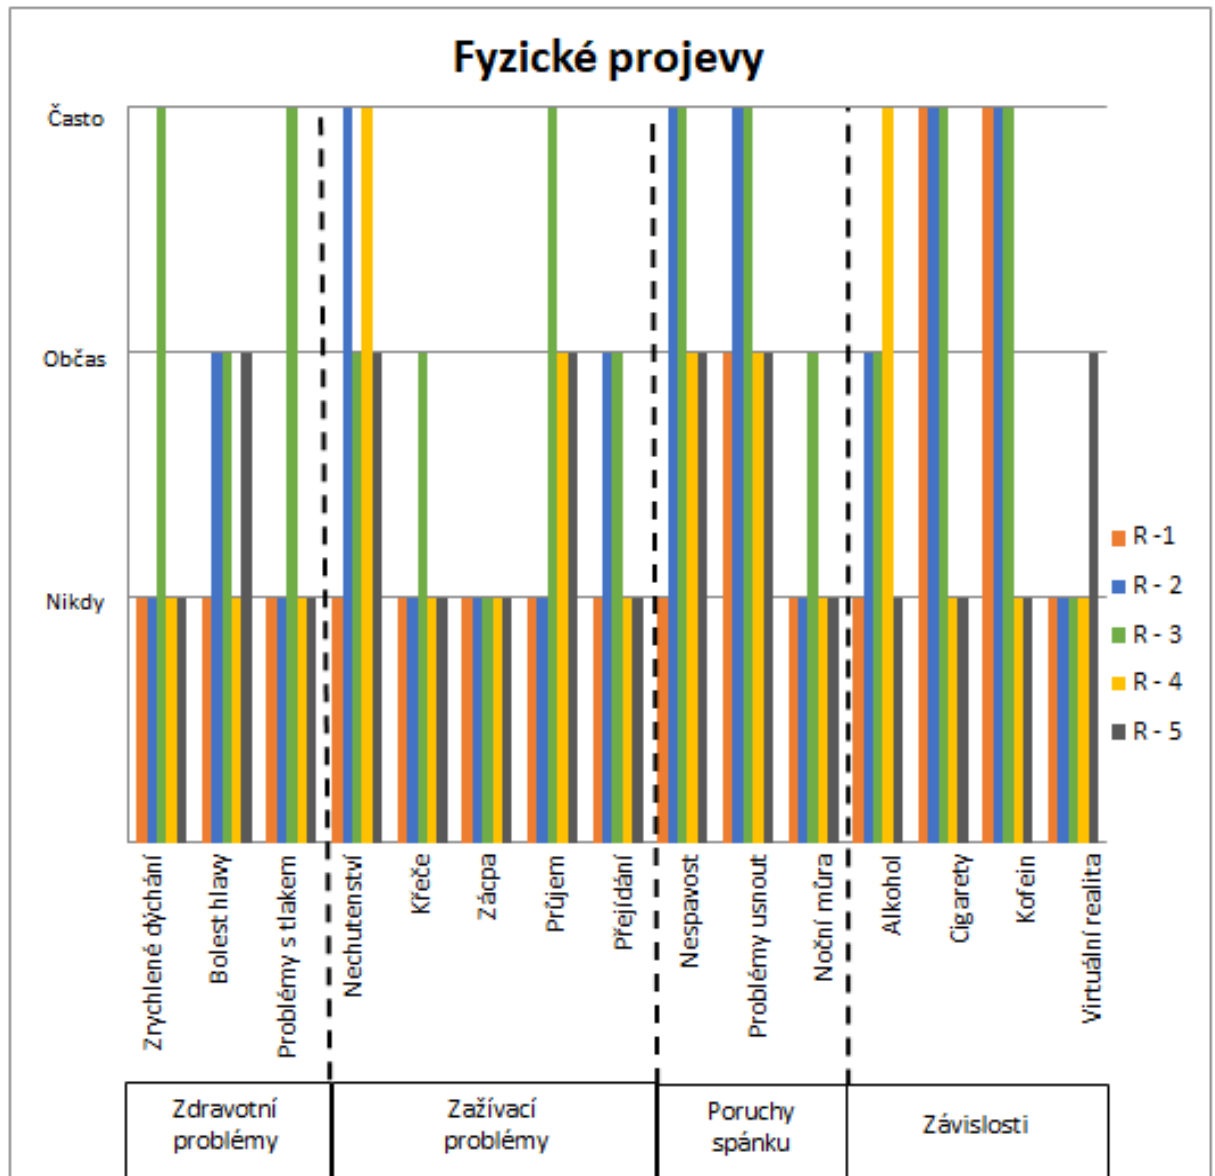 Fyzické projevy
Často
Občas
Nikdy
R -1
R - 2
R - 3
R - 4
R - 5
Zrychlené dýchání
Bolest hlavy
Problémy s tlakem
Nechutenství
Křeče
Zácpa
Průjem
Přejídání
Nespavost
Problémy usnout
Noční můra
Alkohol
Cigarety
Kofein
Virtuální realita
Zdravotní
problémy
Zažívací
problémy
Poruchy
spánku
Závislosti